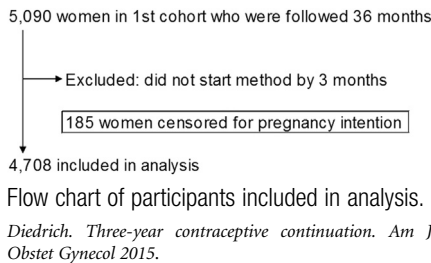 5,090 women in 1st cohort who were followed 36 months
Excluded: did not start method by 3 months
185 women censored for pregnancy intention
4,708 included in analysis
Flow chart of participants included in analysis.
Diedrich. Three-year contraceptive continuation. Am J
Obstet Gynecol 2015.